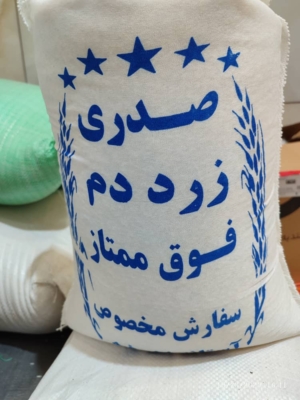 صدری
زرد دم
فوق ممتاز
سفارش مخصوص